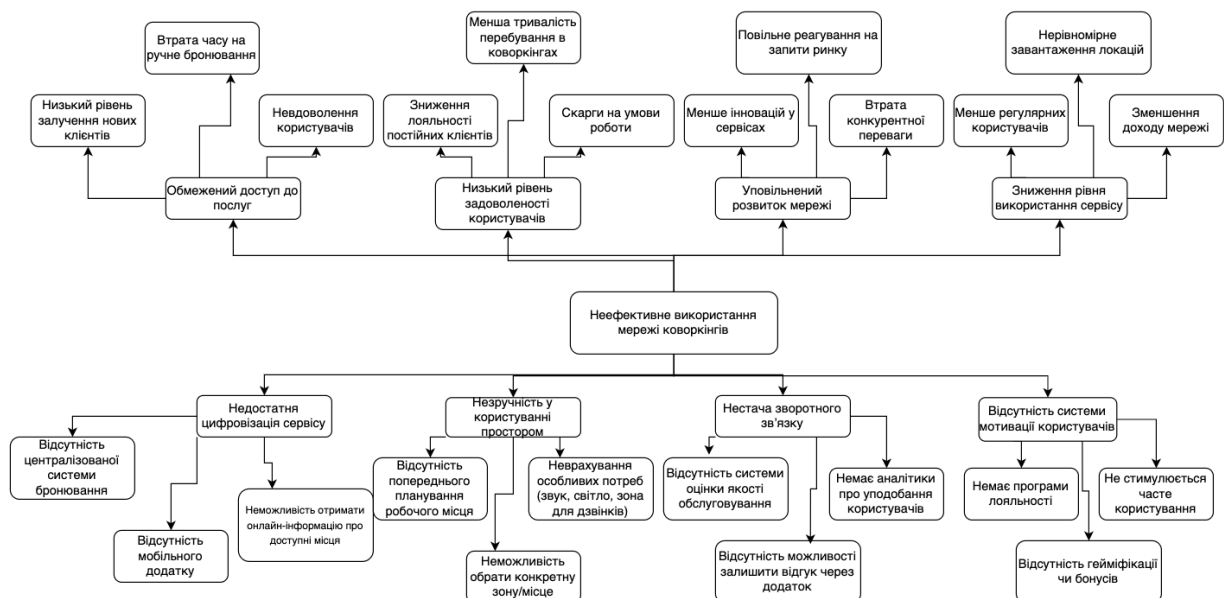 Втрата часу на
ручне бронювання
Менша тривалість
перебування в
коворкінгах
Повільне реагування на
запити ринку
Нерівномірне
завантаження локацій
Низький рівень
залучення нових
клієнтів
Невдоволення
користувачів
Зниження
лояльності
постійних клієнтів
Скарги на умови
роботи
Менше інновацій у
сервісах
Втрата
конкурентної
переваги
Менше регулярних
користувачів
Зменшення
доходу мережі
Обмежений доступ до
послуг
Низький рівень
задоволеності
користувачів
Уповільнений
розвиток мережі
Зниження рівня
використання сервісу
Неефективне використання
мережі коворкінгів
Недостатня
цифровізація сервісу
Незручність у
користуванні
простором
Нестача зворотного
зв'язку
Відсутність системи
мотивації користувачів
Відсутність
централізованої
системи
бронювання
Відсутність
мобільного
додатку
Неможливість отримати
онлайн-інформацію про
доступні місця
Відсутність
попереднього
планування
робочого місця
Неможливість
обрати конкретну
зону/місце
Неврахування
особливих потреб
(звук, світло, зона
для дзвінків)
Відсутність системи
оцінки якості
обслуговування
Відсутність можливості
залишити відгук через
додаток
Немає аналітики
про уподобання
користувачів
Немає програми
лояльності
Відсутність гейміфікації
чи бонусів
Не стимулюється
часте
користування